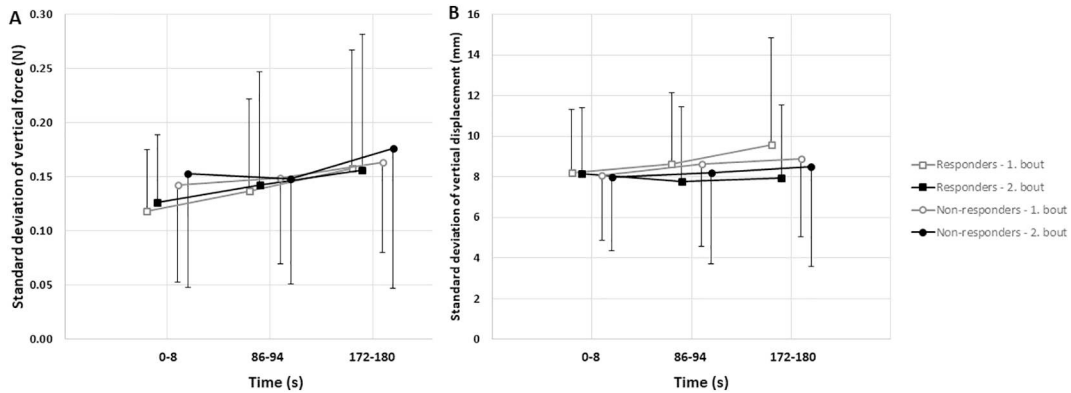 A
Standard deviation of vertical force (N)
0.30
0.25
0.20
0.15
0.10
0.05
0.00
0-8
86-94
172-180
Time (s)
B
Standard deviation of vertical displacement (mm)
16
14
12
10
8
6
4
2
0
0-8
86-94
172-180
Time (s)
Responders - 1. bout
Responders - 2. bout
Non-responders - 1. bout
Non-responders - 2. bout